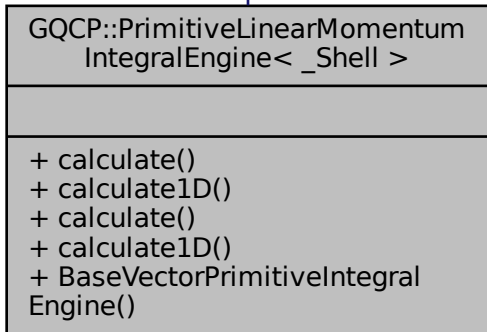 GQCP::PrimitiveLinearMomentum
IntegralEngine< _Shell >
+ calculate()
+ calculate1D()
+ calculate()
+ calculate1D()
+ BaseVectorPrimitiveIntegral
Engine()